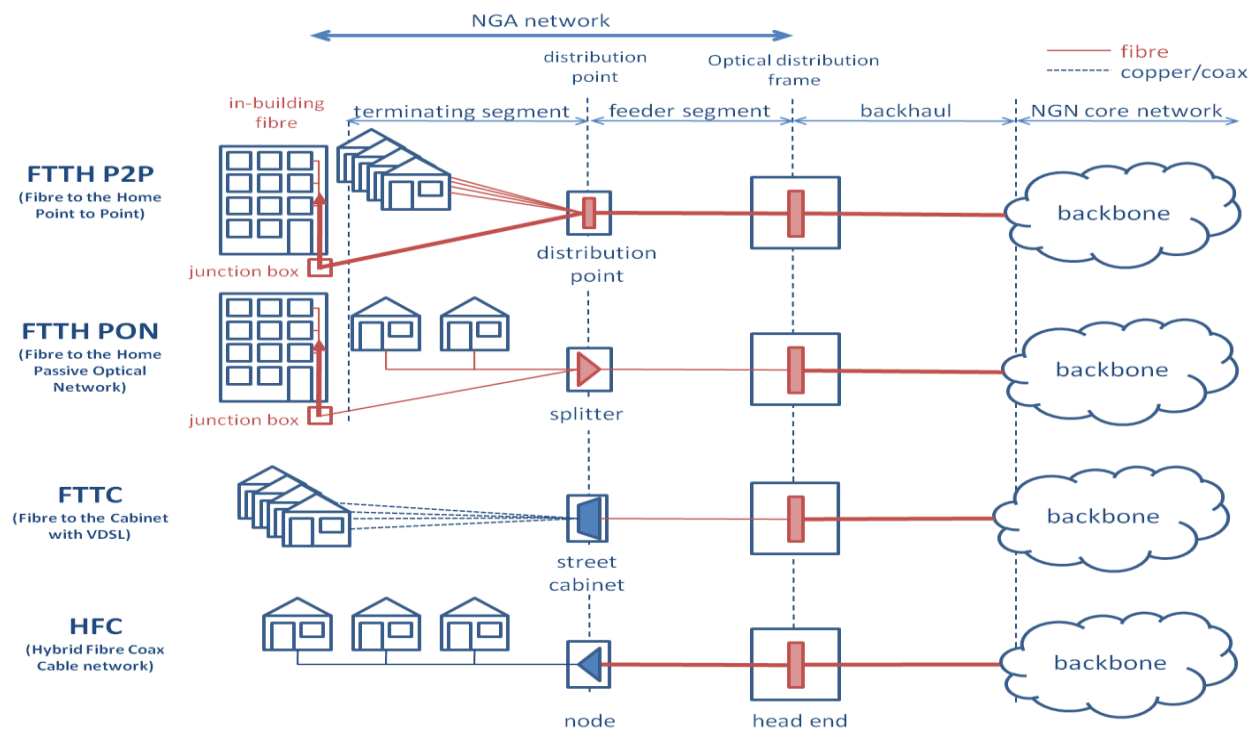 NGA network
distribution
point
Optical distribution
frame
fibre
copper/coax
in-building
fibre
terminating segment
feeder segment
backhaul
NGN core network
FTTH P2P
(Fibre to the Home
Point to Point)
junction box
distribution
point
backbone
FTTH PON
(Fibre to the Home
Passive Optical
Network)
junction box
splitter
backbone
FTTC
(Fibre to the Cabinet
with VDSL)
street
cabinet
backbone
HFC
(Hybrid Fibre Coax
Cable network)
node
head end
backbone